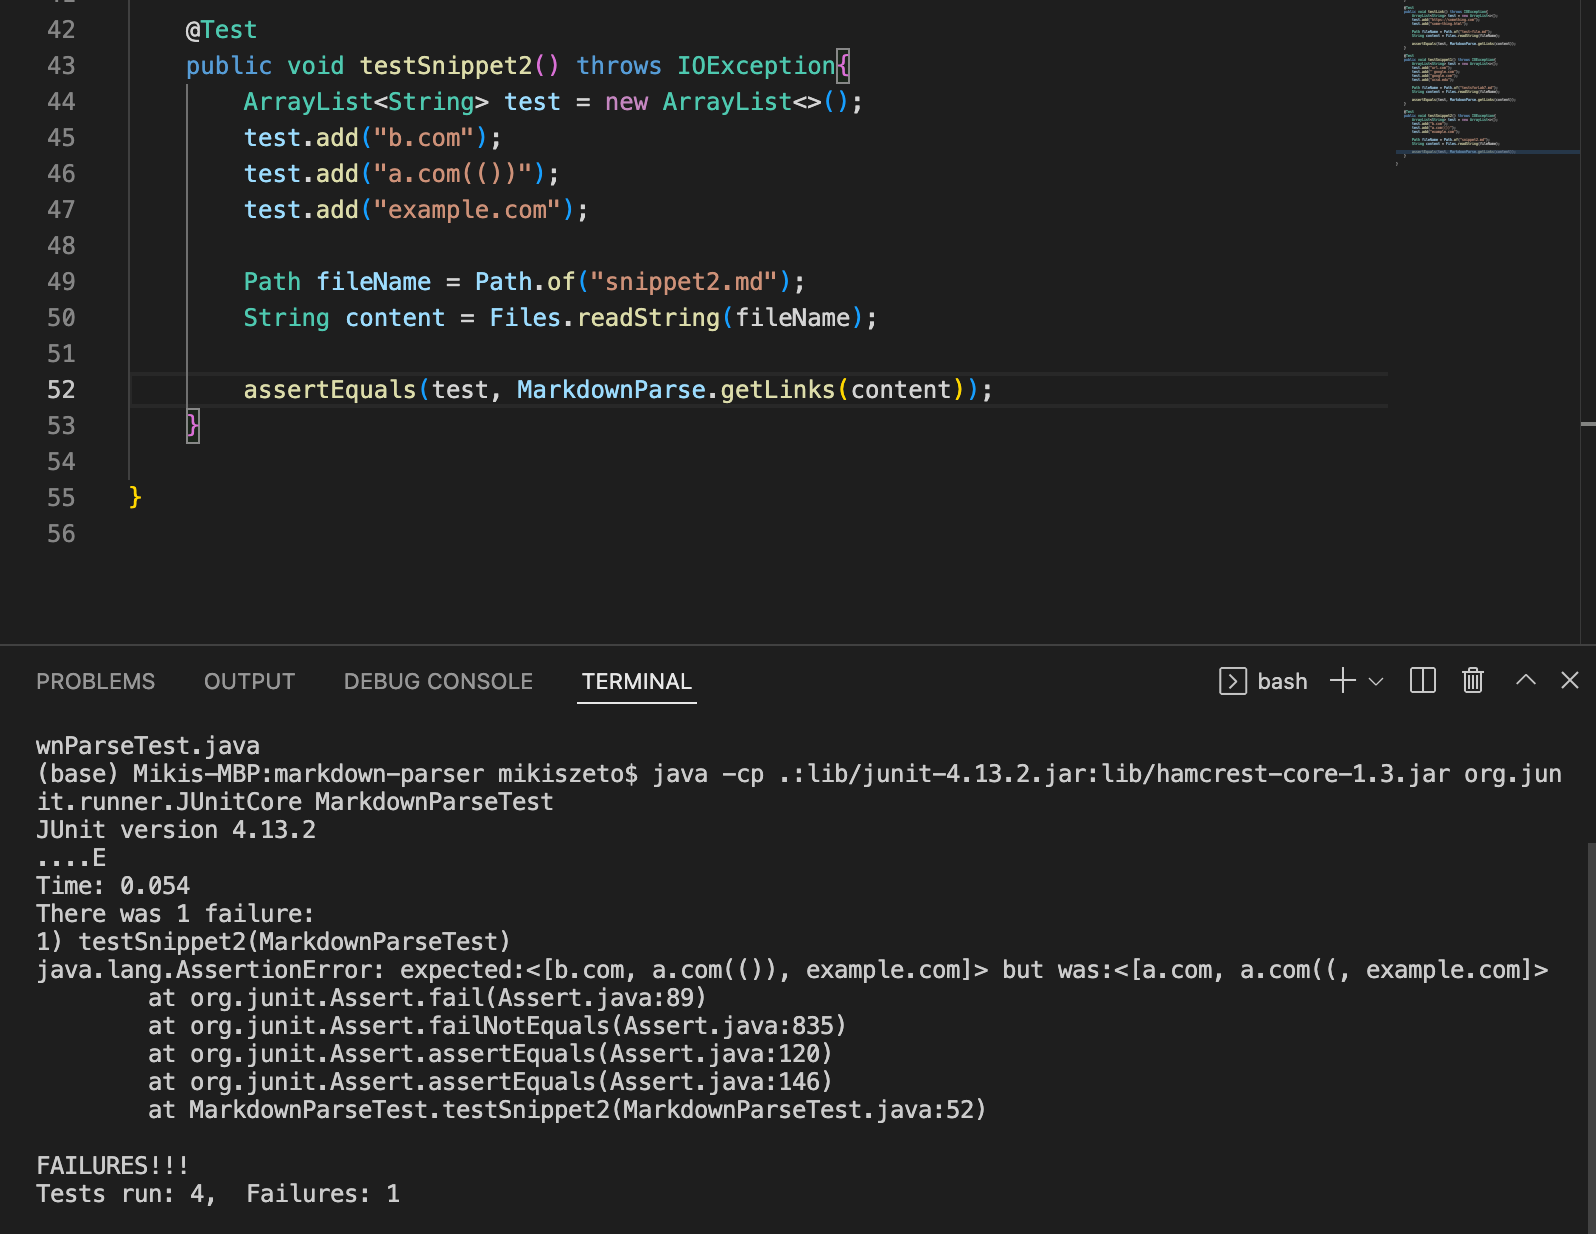 42 @Test
43 public void testSnippet2() throws IOException{
44 ArrayList<String> test = new ArrayList<>();
45 test.add("b.com");
46 test.add("a.com(())");
47 test.add("example.com");
48
49 Path fileName = Path.of("snippet2.md");
50 String content = Files.readString(fileName);
51
52 assertEquals(test, MarkdownParse.getLinks(content));
53 }
54
55 }
56
PROBLEMS OUTPUT DEBUG CONSOLE TERMINAL bash
wnParseTest.java
(base) Mikis-MBP:markdown-parser mikiszeto$ java -cp .:lib/junit-4.13.2.jar:lib/hamcrest-core-1.3.jar org.jun
it.runner.JUnitCore MarkdownParseTest
JUnit version 4.13.2
....E
Time: 0.054
There was 1 failure:
1) testSnippet2(MarkdownParseTest)
java.lang.AssertionError: expected:<[b.com, a.com(()), example.com]> but was:<[a.com, a.com((, example.com]>
at org.junit.Assert.fail(Assert.java:89)
at org.junit.Assert.failNotEquals(Assert.java:835)
at org.junit.Assert.assertEquals(Assert.java:120)
at org.junit.Assert.assertEquals(Assert.java:146)
at MarkdownParseTest.testSnippet2(MarkdownParseTest.java:52)
FAILURES!!!
Tests run: 4,  Failures: 1